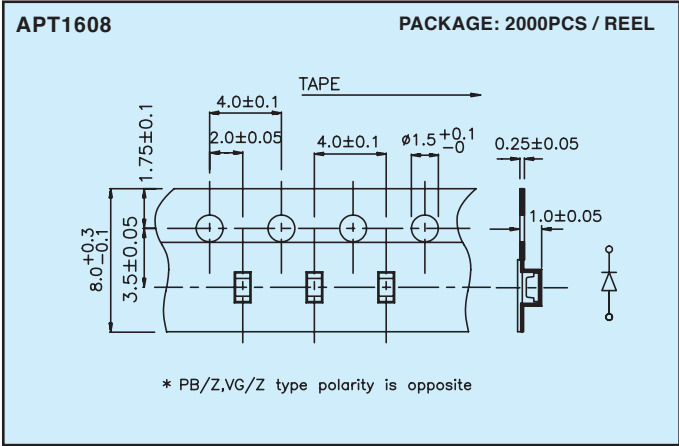 APT1608
PACKAGE: 2000PCS / REEL
TAPE
4.0±0.1
2.0±0.05
4.0±0.1
ø1.5 +0.1 -0
0.25±0.05
1.75±0.1
1.0±0.05
8.0 +0.3 -0.1
3.5±0.05
* PB/Z,VG/Z type polarity is opposite